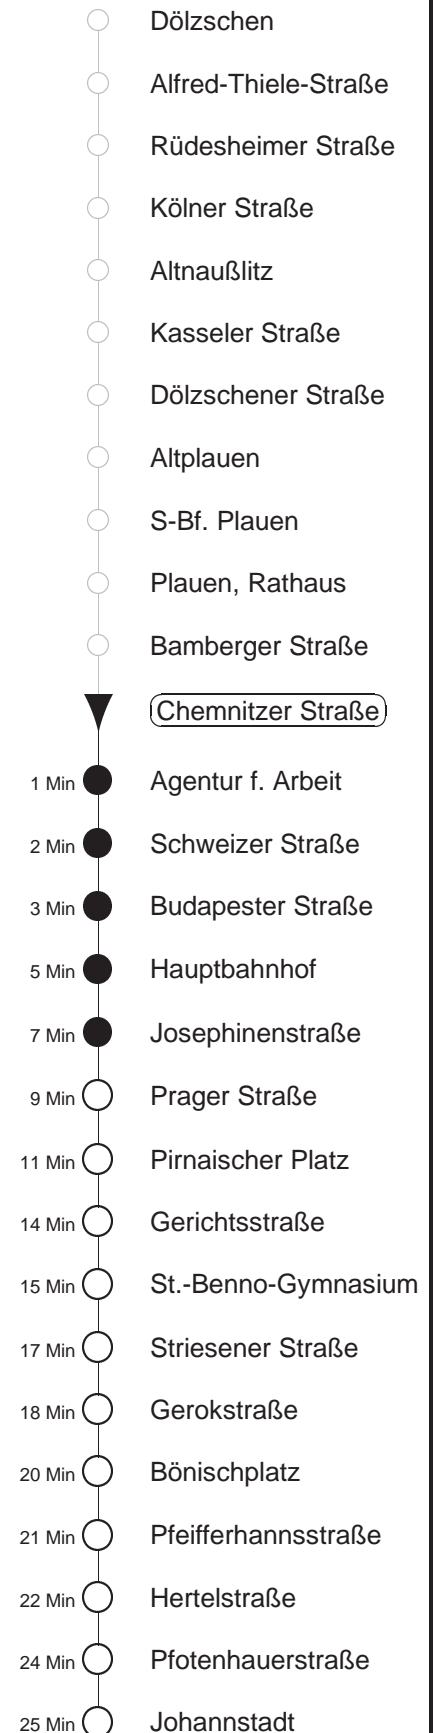 Dölzschen
Alfred-Thiele-Straße
Rüdesheimer Straße
Kölner Straße
Altnaußlitz
Kasseler Straße
Dölzschener Straße
Altplauen
S-Bf. Plauen
Plauen, Rathaus
Bamberger Straße
Chemnitzer Straße
1 Min Agentur f. Arbeit
2 Min Schweizer Straße
3 Min Budapester Straße
5 Min Hauptbahnhof
7 Min Josephinenstraße
9 Min Prager Straße
11 Min Pirnaischer Platz
14 Min Gerichtsstraße
15 Min St.-Benno-Gymnasium
17 Min Striesener Straße
18 Min Gerokstraße
20 Min Bönischplatz
21 Min Pfeifferhannsstraße
22 Min Hertelstraße
24 Min Pfotenhauerstraße
25 Min Johannstadt